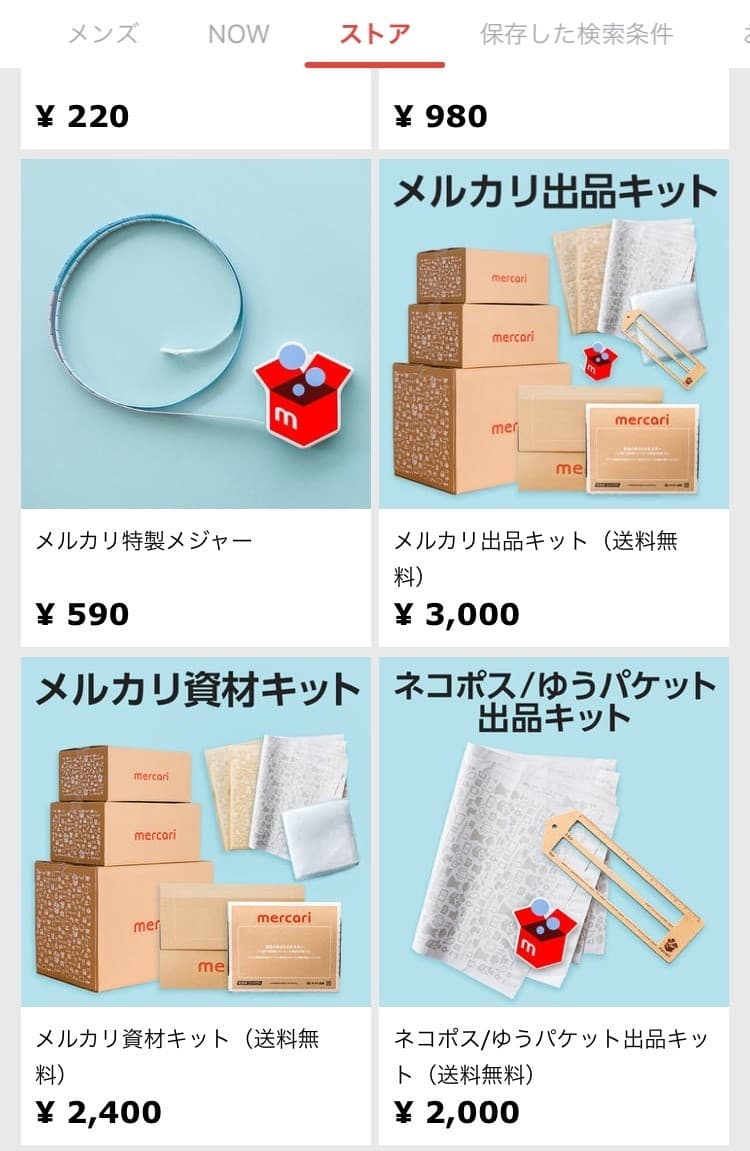 メンズ NOW ストア 保存した検索条件
¥ 220
¥ 980
メルカリ特製メジャー
¥ 590
メルカリ出品キット
mercari
mercari
mercari
m
メルカリ出品キット（送料無
料）
¥ 3,000
メルカリ資材キット
mercari
mercari
mercari
メルカリ資材キット（送料無
料）
¥ 2,400
ネコポス/ゆうパケット
出品キット
m
ネコポス/ゆうパケット出品キッ
ト（送料無料）
¥ 2,000